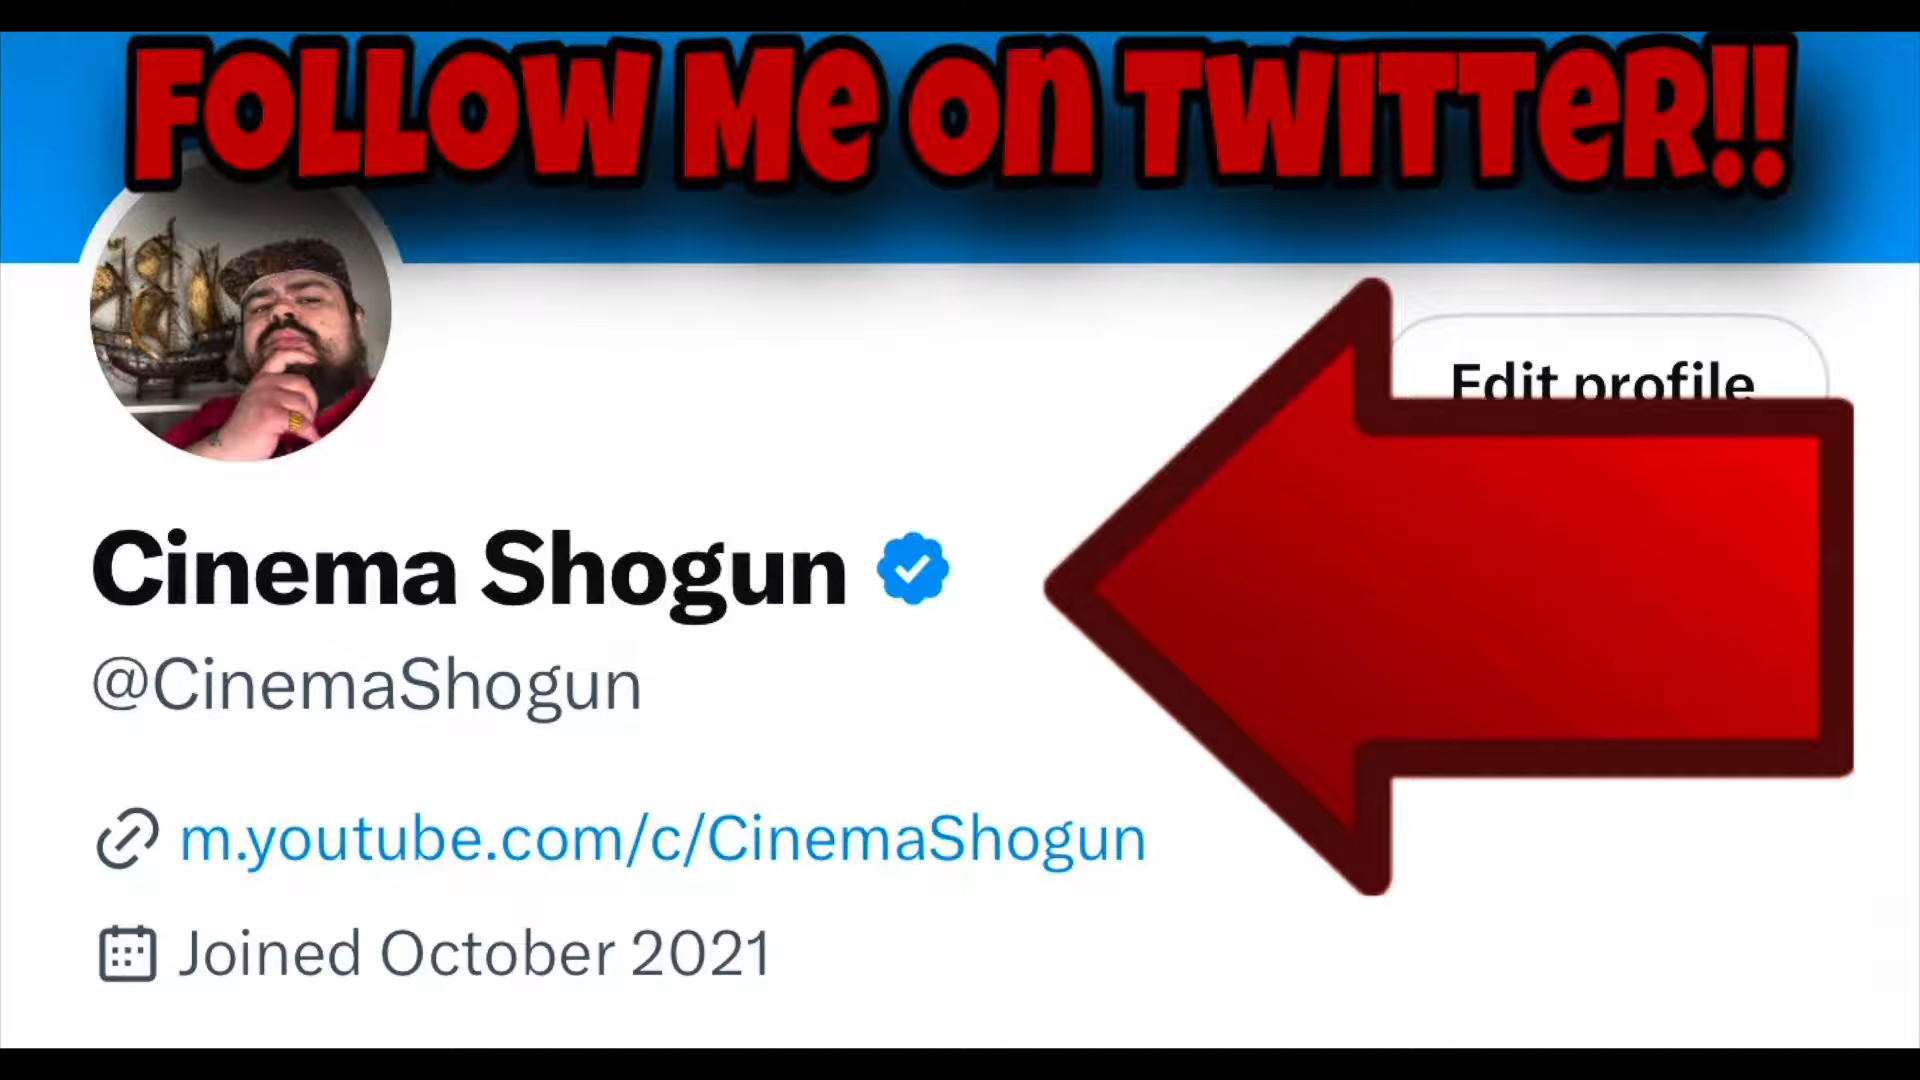 FOLLOW Me On TWITTeR!!
Edit profile
Cinema Shogun
@CinemaShogun
m.youtube.com/c/CinemaShogun
Joined October 2021